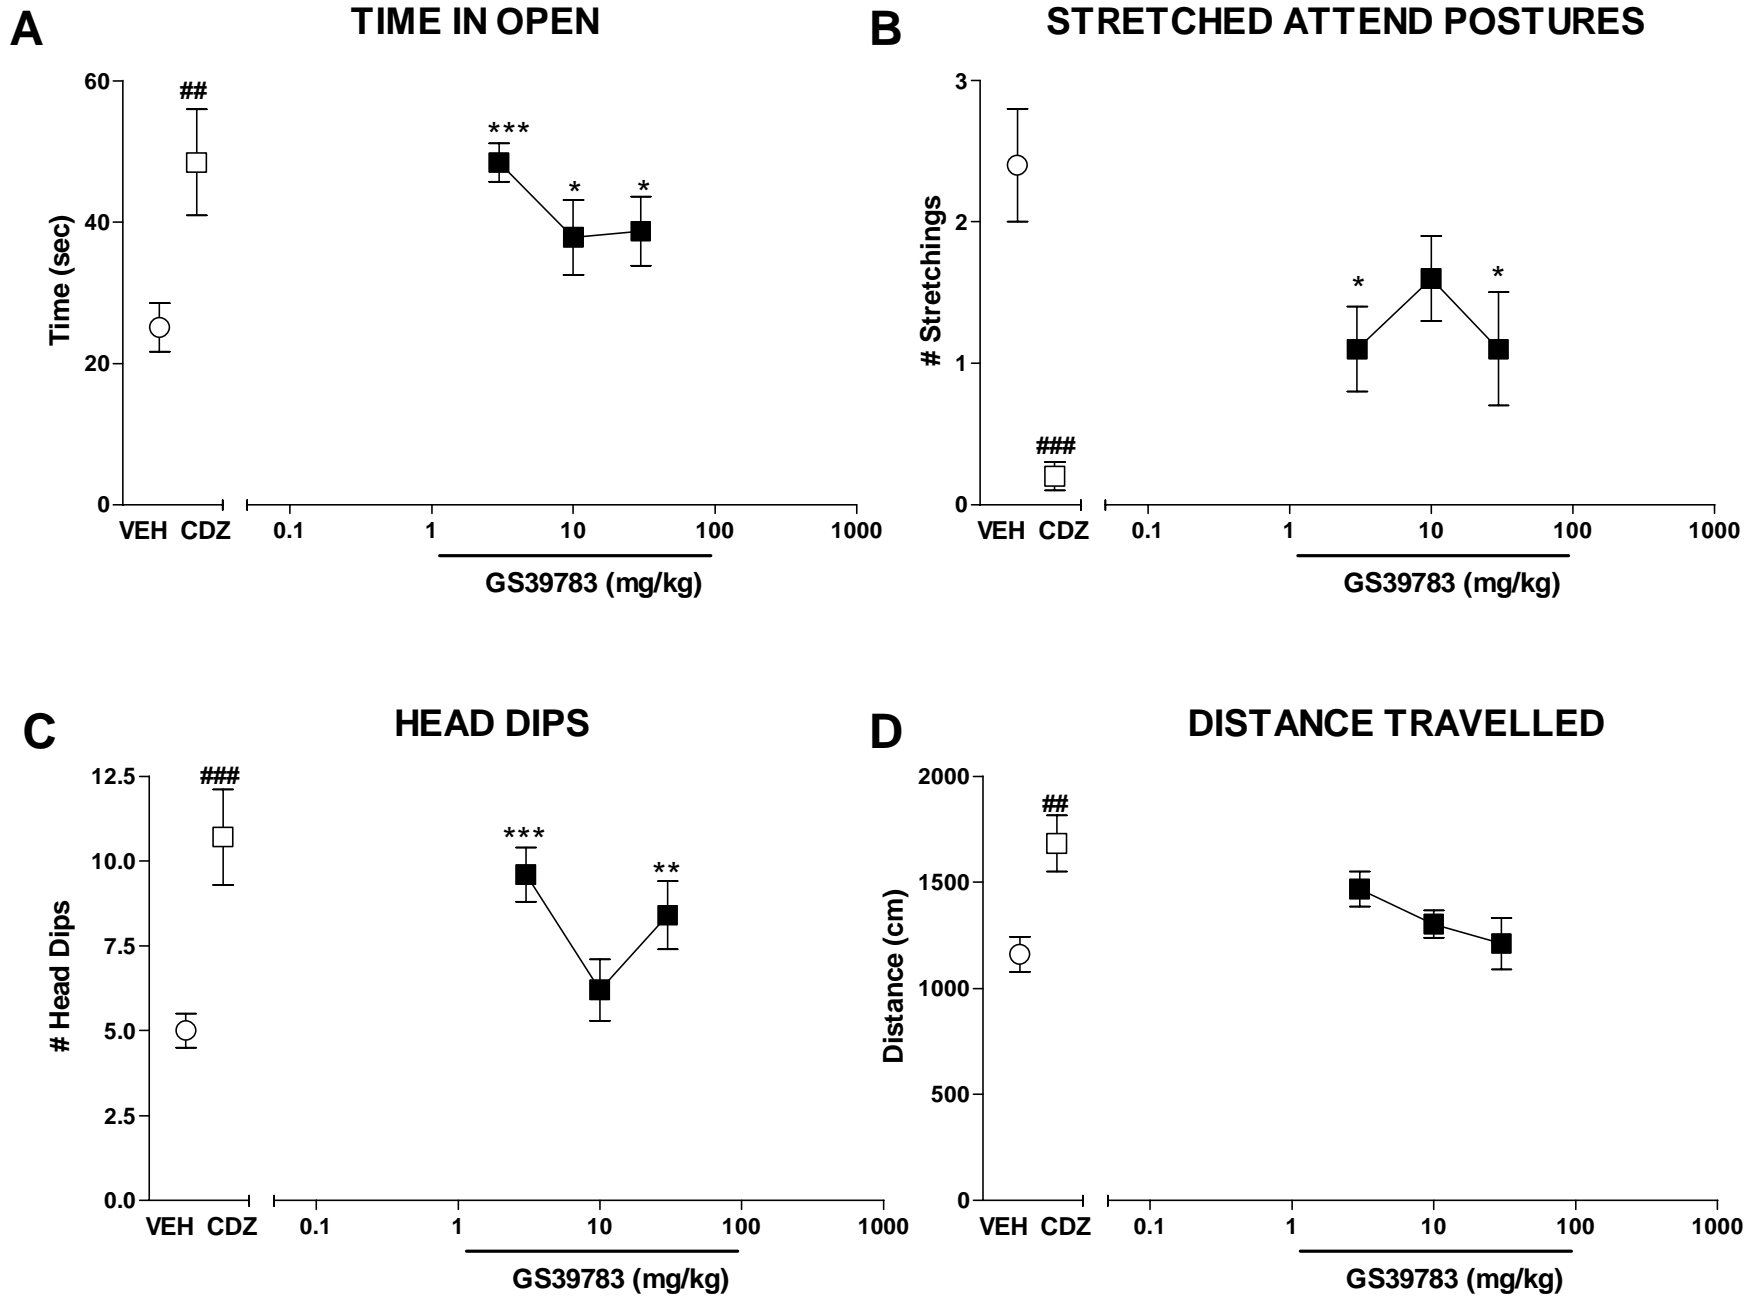 A
TIME IN OPEN
60
40
20
0
Time (sec)
##
***
*
*
VEH CDZ
0.1
1
10
100
1000
GS39783 (mg/kg)
B
STRETCHED ATTEND POSTURES
3
2
1
0
# Stretchings
###
*
*
VEH CDZ
0.1
1
10
100
1000
GS39783 (mg/kg)
C
HEAD DIPS
12.5
10.0
7.5
5.0
2.5
0.0
# Head Dips
###
***
**
VEH CDZ
0.1
1
10
100
1000
GS39783 (mg/kg)
D
DISTANCE TRAVELLED
2000
1500
1000
500
0
Distance (cm)
##
VEH CDZ
0.1
1
10
100
1000
GS39783 (mg/kg)